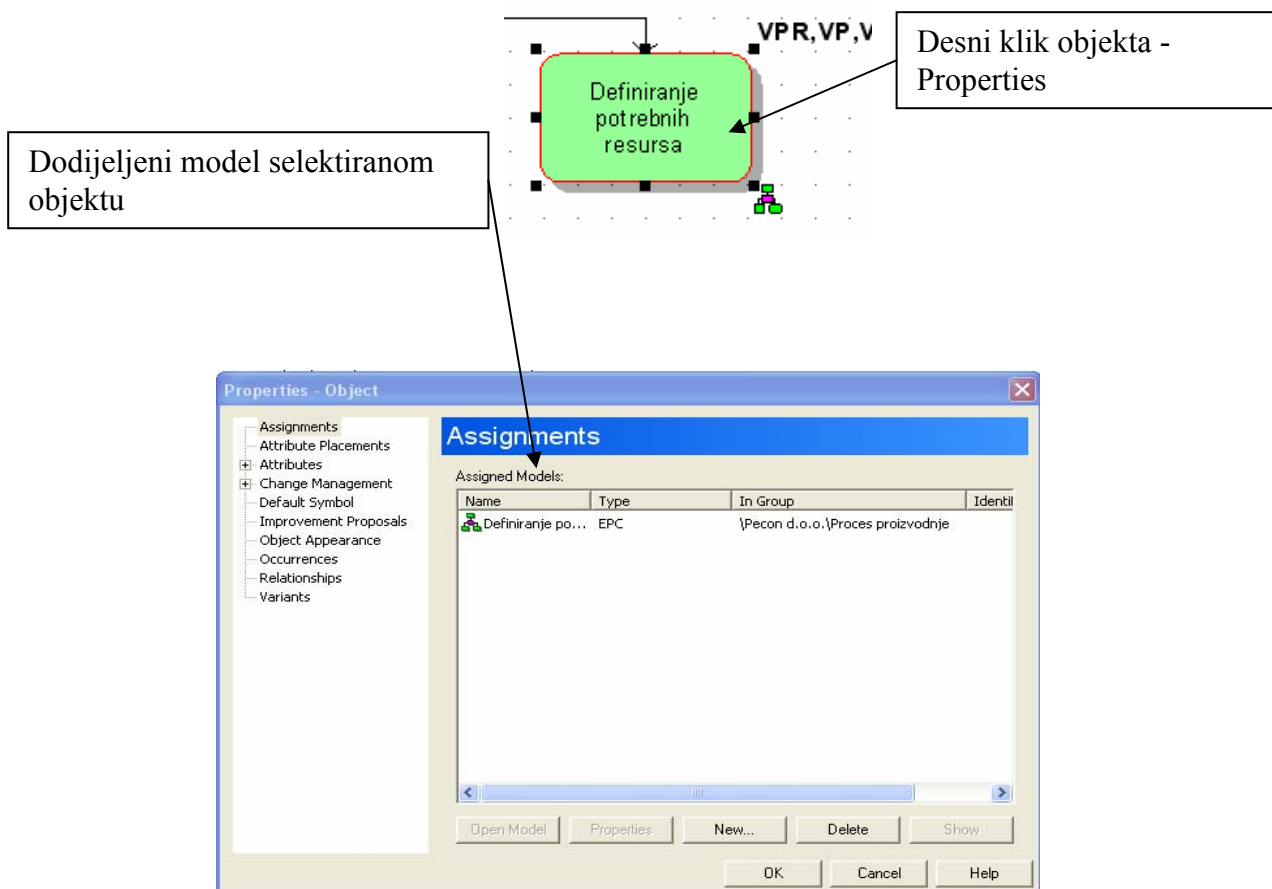 VPR,VP,V
Desni klik objekta -
Properties
Definiranje
potrebnih
resursa
Dodijeljeni model selektiranom
objektu
Properties - Object
Assignments
Attribute Placements
Attributes
Change Management
Default Symbol
Improvement Proposals
Object Appearance
Occurrences
Relationships
Variants
Assignments
Assigned Models:
Name Type In Group Identif
Definiranje po... EPC \Pecon d.o.o.\Proces proizvodnje
Open Model Properties New... Delete Show
OK Cancel Help